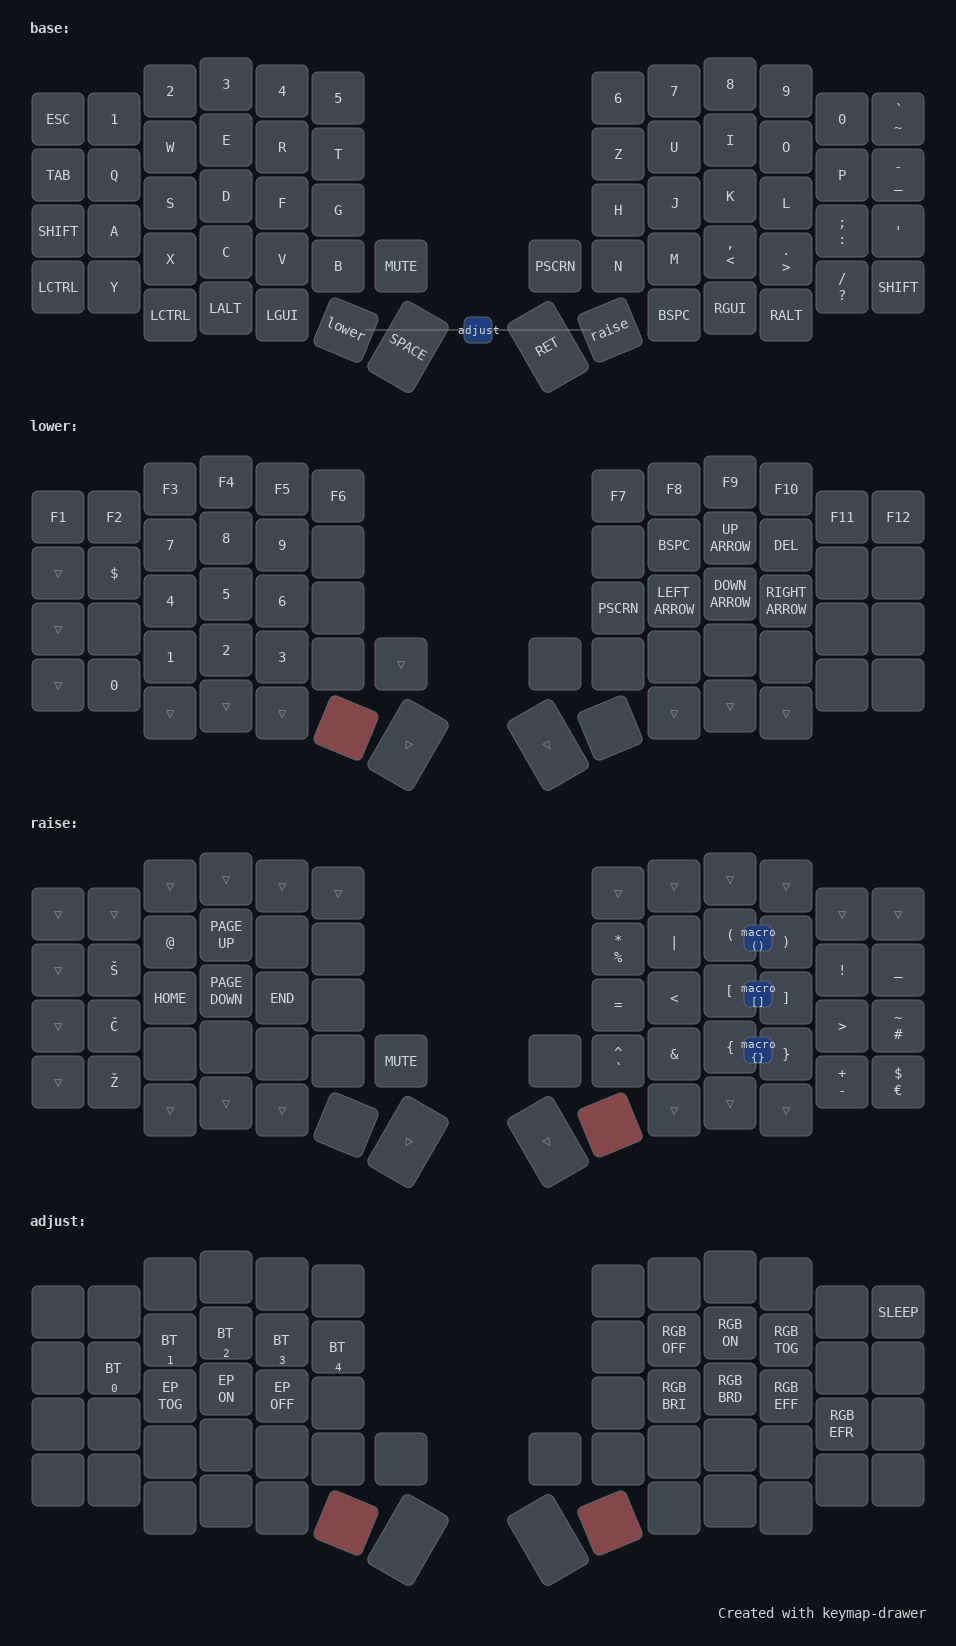 base:
ESC 1 2 3 4 5 6 7 8 9 0 ` ~
TAB Q W E R T Z U I O P - _
SHIFT A S D F G H J K L ; : '
LCTRL Y X C V B MUTE PSCRN N M , < . > / ? SHIFT
LCTRL LALT LGUI lower SPACE adjust RET raise BSPC RGUI RALT
lower:
F1 F2 F3 F4 F5 F6 F7 F8 F9 F10 F11 F12
▽ $ 7 8 9 BSPC UP ARROW DEL
▽ 4 5 6 PSCRN LEFT ARROW DOWN ARROW RIGHT ARROW
▽ 0 1 2 3 ▽
▽ ▽ ▽ ▷ ◁ ▽ ▽ ▽
raise:
▽ ▽ ▽ ▽ ▽ ▽ ▽ ▽ ▽ ▽ ▽ ▽
▽ Š @ PAGE UP * % | ( macro () ) ! _
▽ Č HOME PAGE DOWN END = < [ macro [] ] > ~ #
▽ Ž MUTE ^ ` & { macro {} } + - $ €
▽ ▽ ▽ ▷ ◁ ▽ ▽ ▽
adjust:
SLEEP
BT 0 BT 1 BT 2 BT 3 BT 4 RGB OFF RGB ON RGB TOG
EP TOG EP ON EP OFF RGB BRI RGB BRD RGB EFF RGB EFR
Created with keymap-drawer